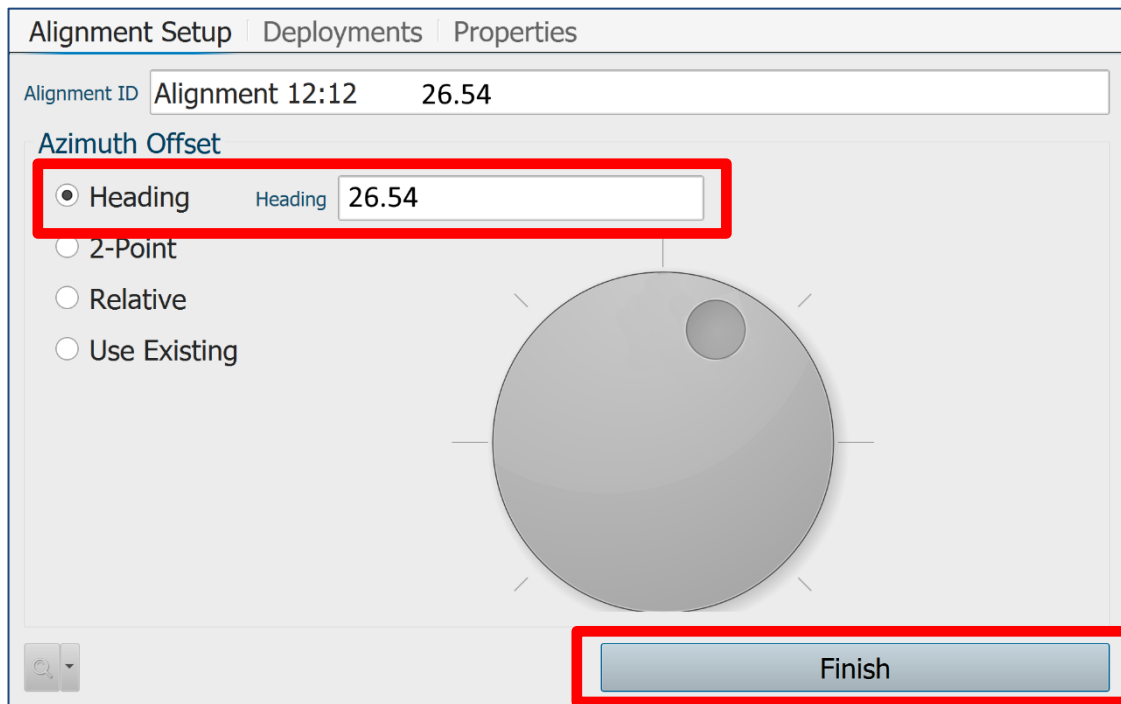 Alignment Setup Deployments Properties
Alignment ID Alignment 12:12 26.54
Azimuth Offset
Heading Heading 26.54
2-Point
Relative
Use Existing
Finish